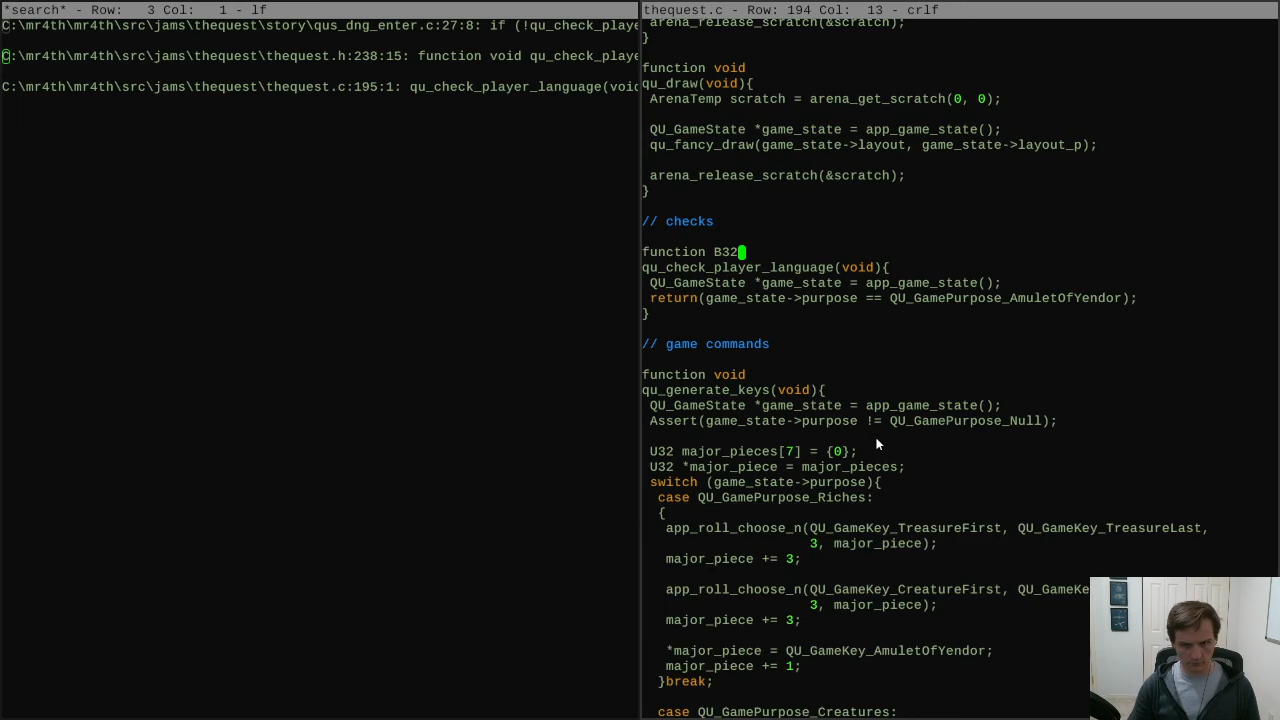 *search* - Row:   3 Col:   1 - lf
C:\mr4th\mr4th\src\jams\thequest\story\qus_dng_enter.c:27:8: if (!qu_check_playe
C:\mr4th\mr4th\src\jams\thequest\thequest.h:238:15: function void qu_check_playe
C:\mr4th\mr4th\src\jams\thequest\thequest.c:195:1: qu_check_player_language(void
thequest.c - Row: 194 Col:  13 - crlf
arena_release_scratch(&scratch);
}
function void
qu_draw(void){
ArenaTemp scratch = arena_get_scratch(0, 0);
QU_GameState *game_state = app_game_state();
qu_fancy_draw(game_state->layout, game_state->layout_p);
arena_release_scratch(&scratch);
}
// checks
function B32
qu_check_player_language(void){
QU_GameState *game_state = app_game_state();
return(game_state->purpose == QU_GamePurpose_AmuletOfYendor);
}
// game commands
function void
qu_generate_keys(void){
QU_GameState *game_state = app_game_state();
Assert(game_state->purpose != QU_GamePurpose_Null);
U32 major_pieces[7] = {0};
U32 *major_piece = major_pieces;
switch (game_state->purpose){
case QU_GamePurpose_Riches:
{
app_roll_choose_n(QU_GameKey_TreasureFirst, QU_GameKey_TreasureLast,
3, major_piece);
major_piece += 3;
app_roll_choose_n(QU_GameKey_CreatureFirst, QU_GameKe
3, major_piece);
major_piece += 3;
*major_piece = QU_GameKey_AmuletOfYendor;
major_piece += 1;
}break;
case QU_GamePurpose_Creatures: